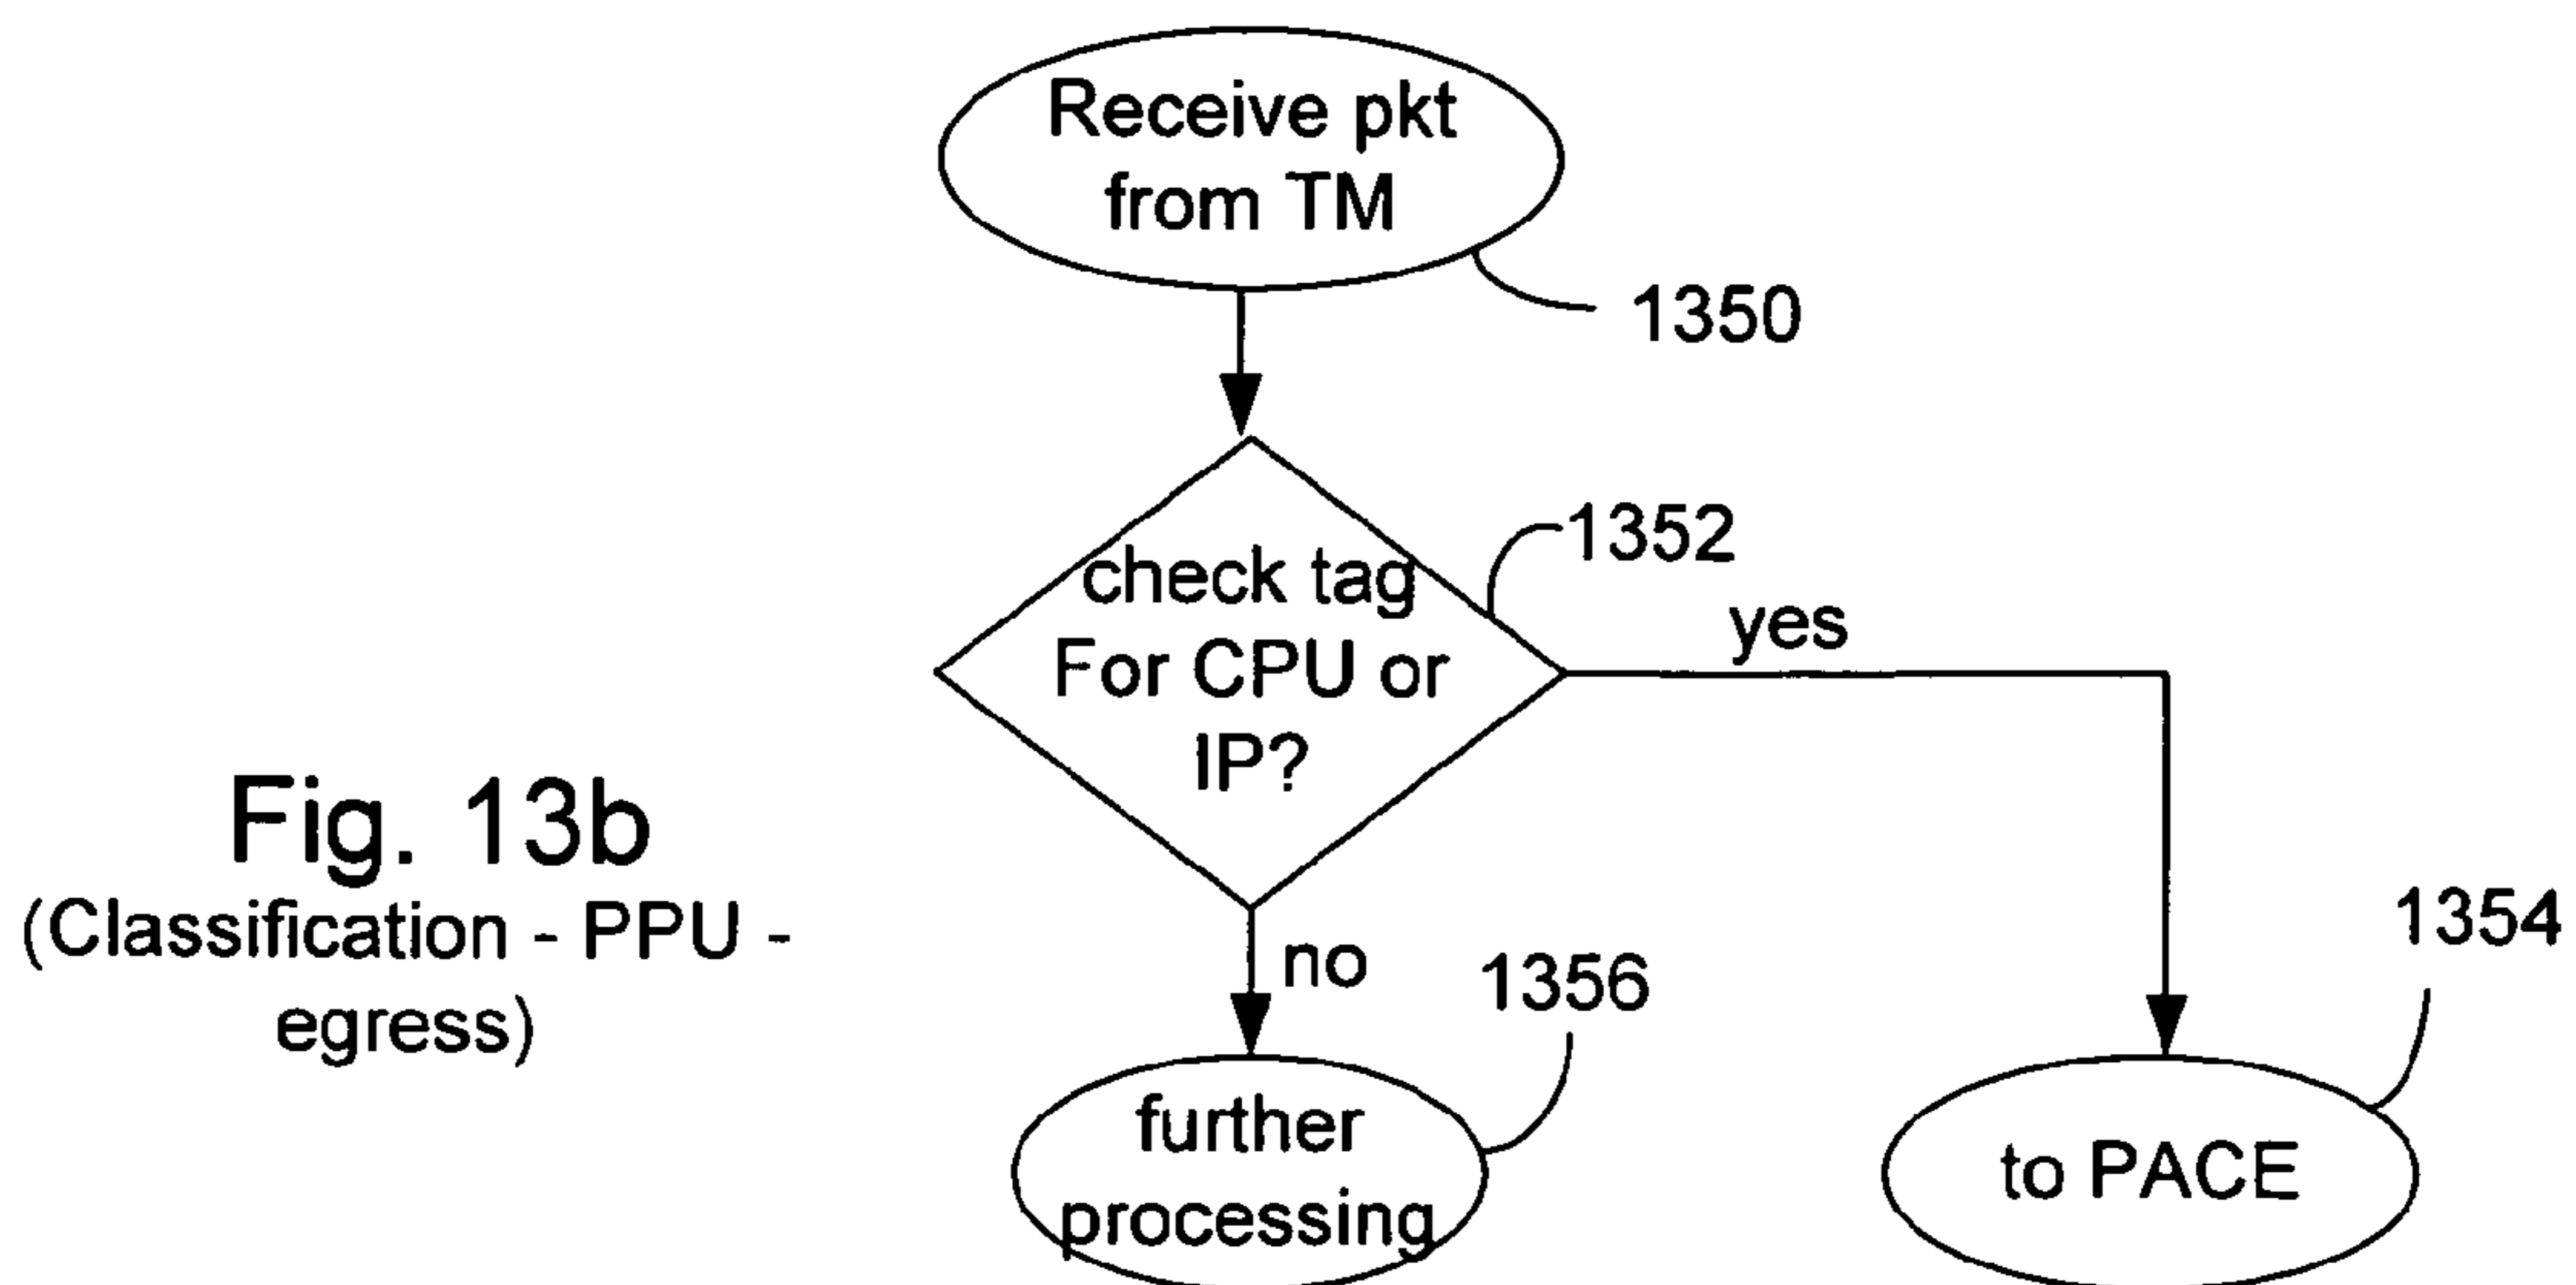 Receive pkt
from TM
1350
check tag
For CPU or
IP?
1352
yes
no
1356
1354
further
processing
to PACE
Fig. 13b
(Classification - PPU -
egress)